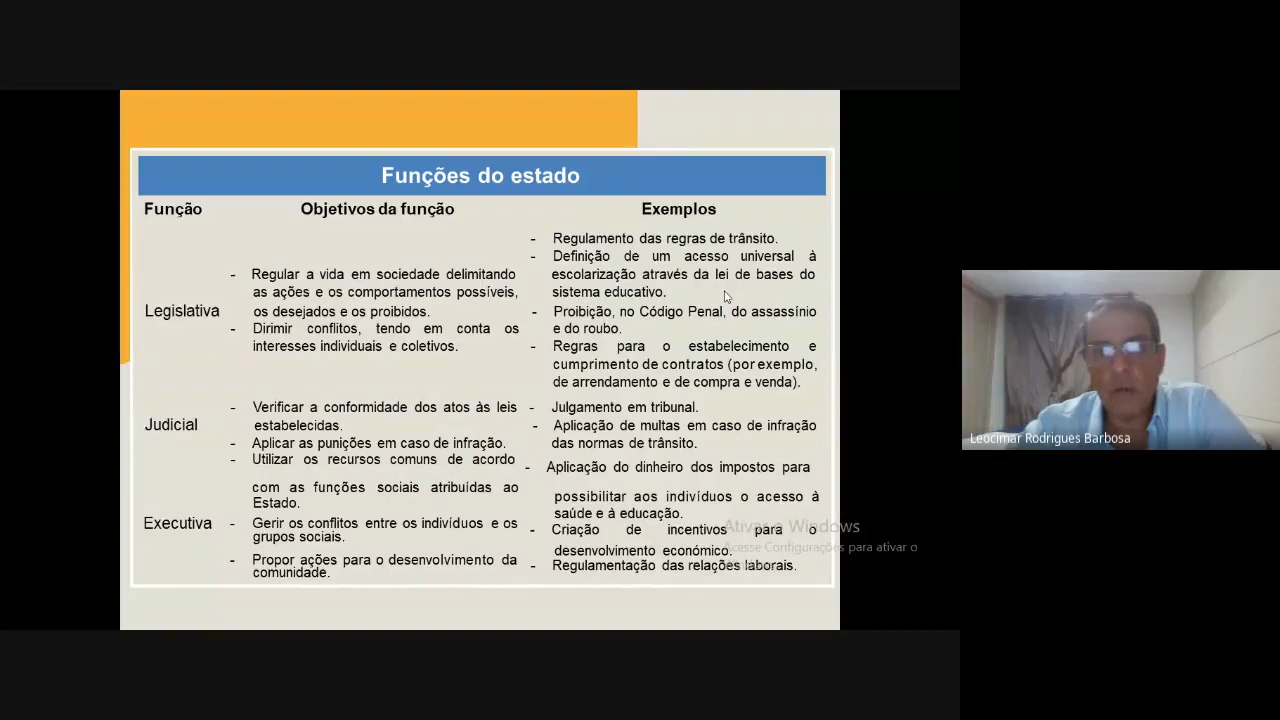 Funções do estado
Função
Objetivos da função
Exemplos
Legislativa
- Regular a vida em sociedade delimitando
as ações e os comportamentos possíveis,
os desejados e os proibidos.
- Dirimir conflitos, tendo em conta os
interesses individuais e coletivos.
- Regulamento das regras de trânsito.
- Definição de um acesso universal à
escolarização através da lei de bases do
sistema educativo.
- Proibição, no Código Penal, do assassínio
e do roubo.
- Regras para o estabelecimento e
cumprimento de contratos (por exemplo,
de arrendamento e de compra e venda).
Judicial
- Verificar a conformidade dos atos às leis
estabelecidas.
- Aplicar as punições em caso de infração.
- Julgamento em tribunal.
- Aplicação de multas em caso de infração
das normas de trânsito.
Executiva
- Utilizar os recursos comuns de acordo
com as funções sociais atribuídas ao
Estado.
- Gerir os conflitos entre os indivíduos e os
grupos sociais.
- Propor ações para o desenvolvimento da
comunidade.
- Aplicação do dinheiro dos impostos para
possibilitar aos indivíduos o acesso à
saúde e à educação.
- Criação de incentivos para o
desenvolvimento económico.
- Regulamentação das relações laborais.
Ativar o Windows
Acesse Configurações para ativar o
Leocimar Rodrigues Barbosa